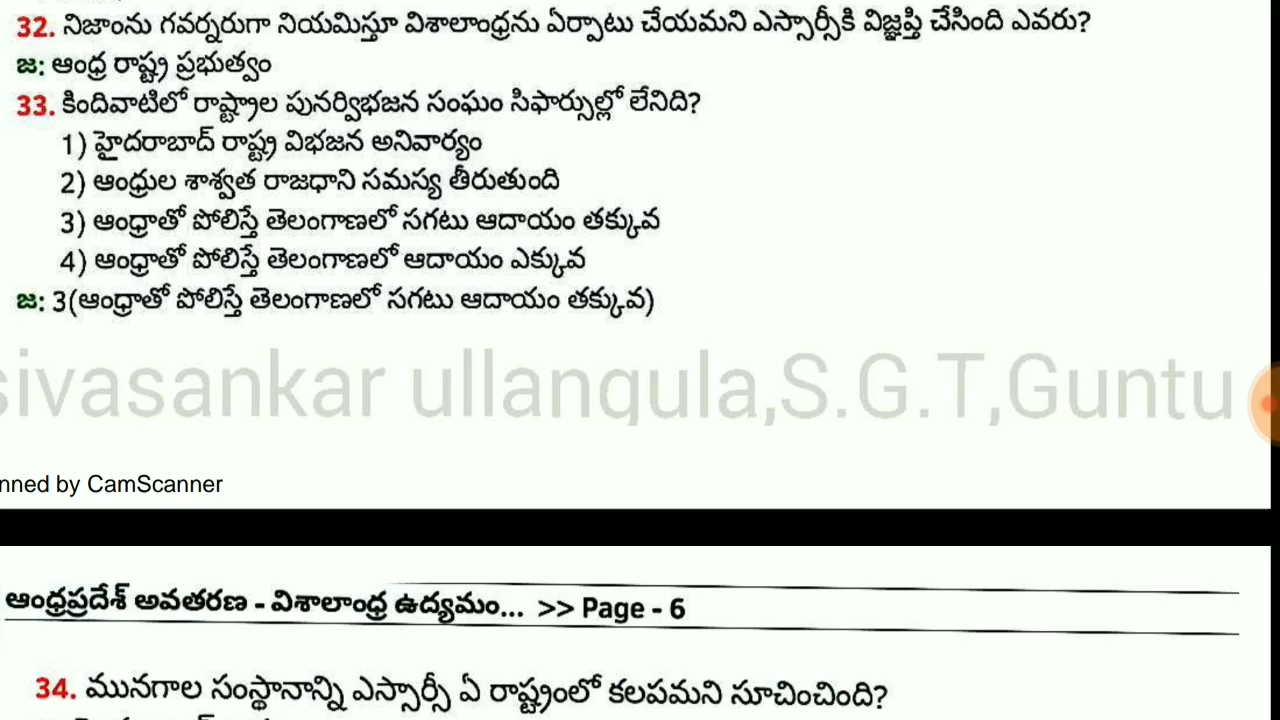 32. నిజాంను గవర్నరుగా నియమిస్తూ విశాలాంధ్రను ఏర్పాటు చేయమని ఎస్సార్సీకి విజ్ఞప్తి చేసింది ఎవరు?
జ: ఆంధ్ర రాష్ట్ర ప్రభుత్వం
33. కిందివాటిలో రాష్ట్రాల పునర్విభజన సంఘం సిఫార్సుల్లో లేనిది?
1) హైదరాబాద్ రాష్ట్ర విభజన అనివార్యం
2) ఆంధ్రుల శాశ్వత రాజధాని సమస్య తీరుతుంది
3) ఆంధ్రాతో పోలిస్తే తెలంగాణలో సగటు ఆదాయం తక్కువ
4) ఆంధ్రాతో పోలిస్తే తెలంగాణలో ఆదాయం ఎక్కువ
జ: 3(ఆంధ్రాతో పోలిస్తే తెలంగాణలో సగటు ఆదాయం తక్కువ)
sivasankar ullangula,S.G.T,Guntu
nned by CamScanner
ఆంధ్రప్రదేశ్ అవతరణ - విశాలాంధ్ర ఉద్యమం... >> Page - 6
34. మునగాల సంస్థానాన్ని ఎస్సార్సీ ఏ రాష్ట్రంలో కలపమని సూచించింది?